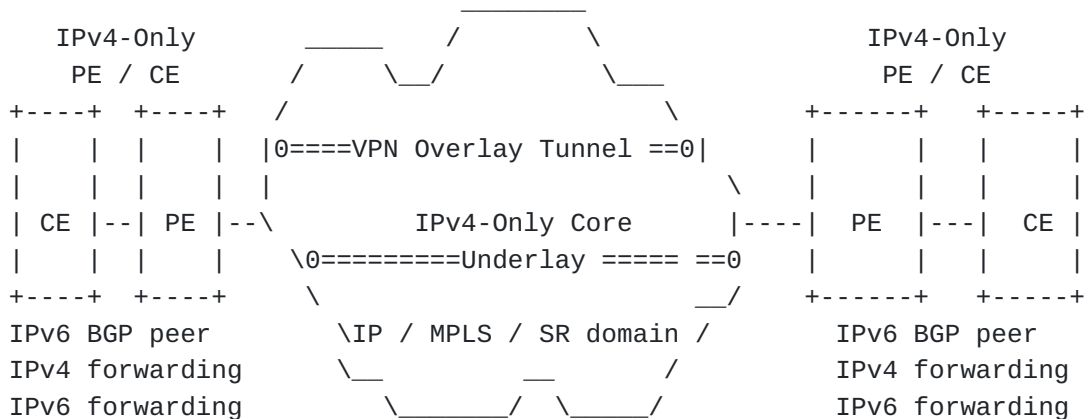 IPv4-Only IPv4-Only
PE / CE PE / CE
0====VPN Overlay Tunnel ==0
CE PE IPv4-Only Core PE CE
0=========Underlay ===== ==0
IPv6 BGP peer IP / MPLS / SR domain IPv6 BGP peer
IPv4 forwarding IPv4 forwarding
IPv6 forwarding IPv6 forwarding